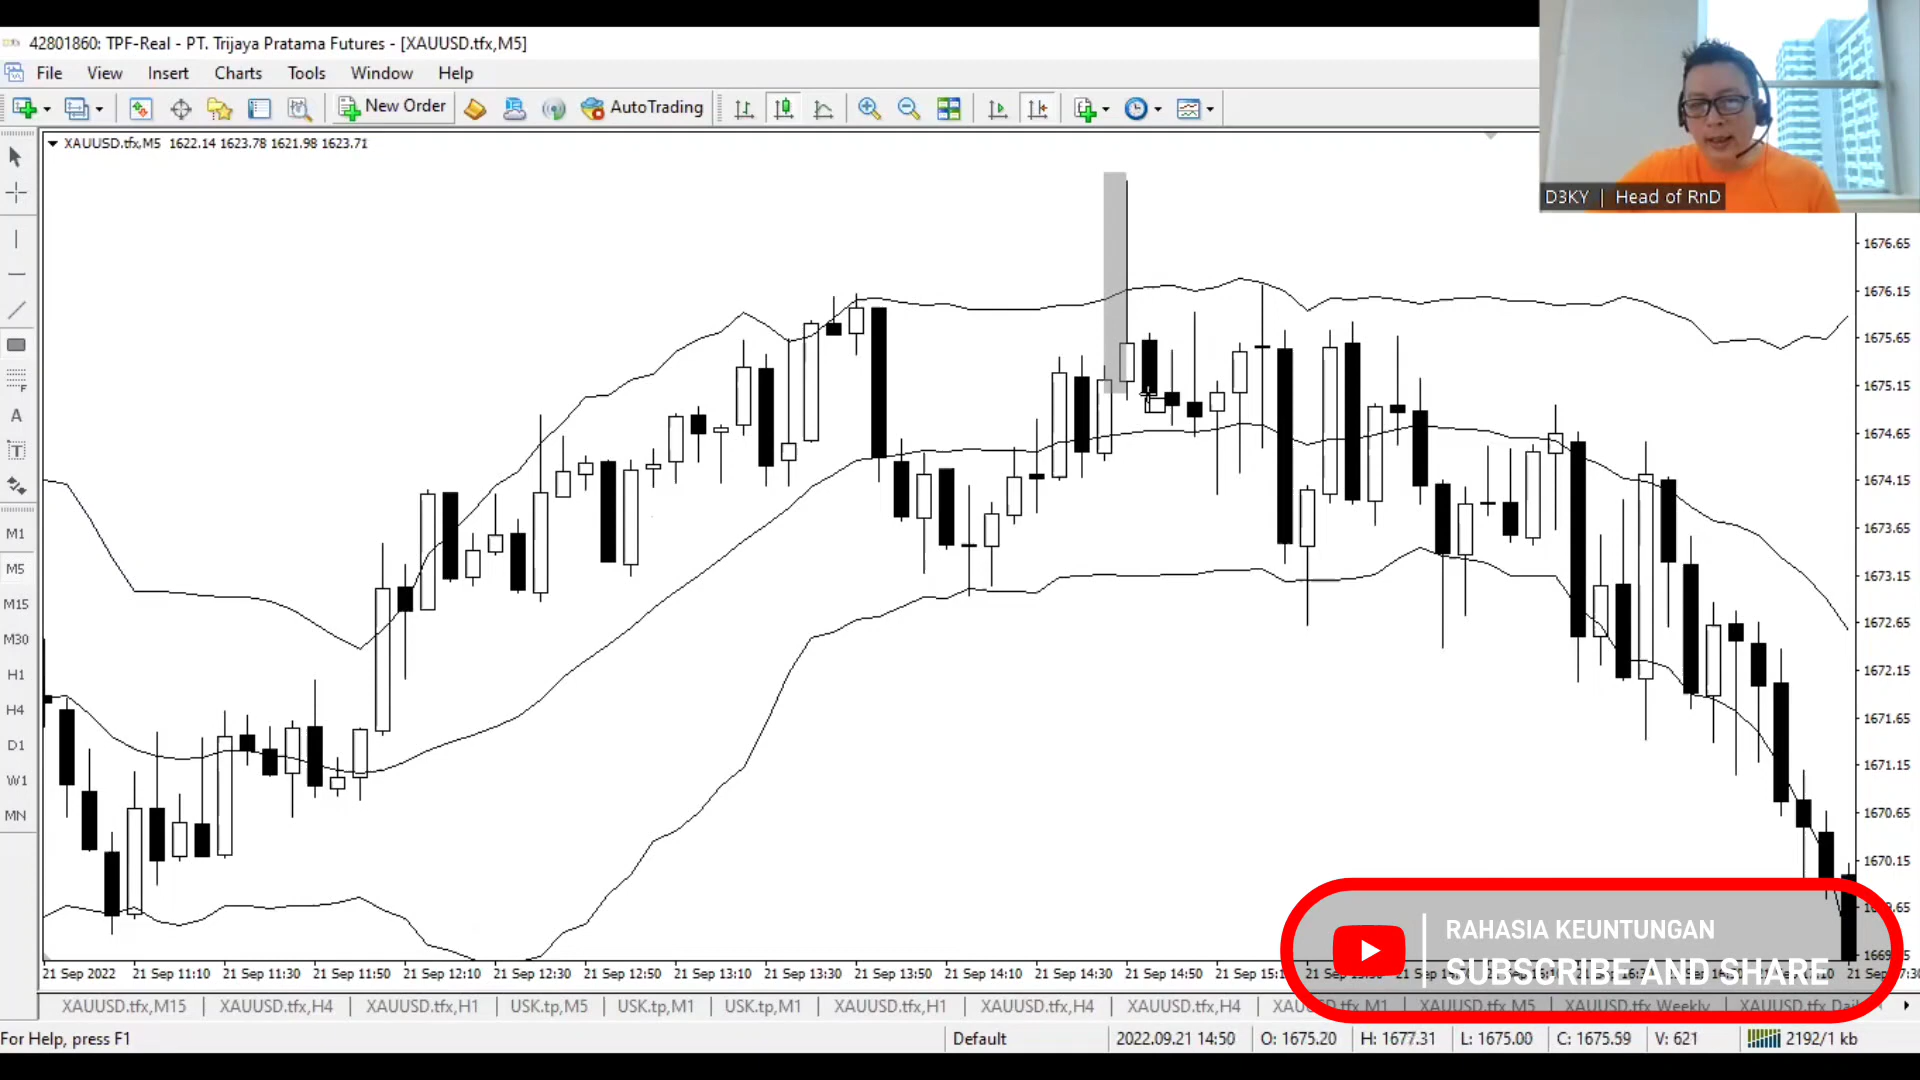 42801860: TPF-Real - PT. Trijaya Pratama Futures - [XAUUSD.tfx,M5]
File View Insert Charts Tools Window Help
New Order AutoTrading
D3KY | Head of RnD
XAUUSD.tfx,M5 1622.14 1623.78 1621.98 1623.71
1676.65
1676.15
1675.65
1675.15
1674.65
1674.15
1673.65
1673.15
1672.65
1672.15
1671.65
1671.15
1670.65
1670.15
F
A
T
M1
M5
M15
M30
H1
H4
D1
W1
MN
RAHASIA KEUNTUNGAN
SUBSCRIBE AND SHARE
21 Sep 2022 21 Sep 11:10 21 Sep 11:30 21 Sep 11:50 21 Sep 12:10 21 Sep 12:30 21 Sep 12:50 21 Sep 13:10 21 Sep 13:30 21 Sep 13:50 21 Sep 14:10 21 Sep 14:30 21 Sep 14:50
XAUUSD.tfx,M15 XAUUSD.tfx,H4 XAUUSD.tfx,H1 USK.tp,M5 USK.tp,M1 USK.tp,M1 XAUUSD.tfx,H1 XAUUSD.tfx,H4 XAUUSD.tfx,H4 XAUUSD.tfx,M5 XAUUSD.tfx,Weekly
For Help, press F1 Default 2022.09.21 14:50 O: 1675.20 H: 1677.31 L: 1675.00 C: 1675.59 V: 621 2192/1 kb